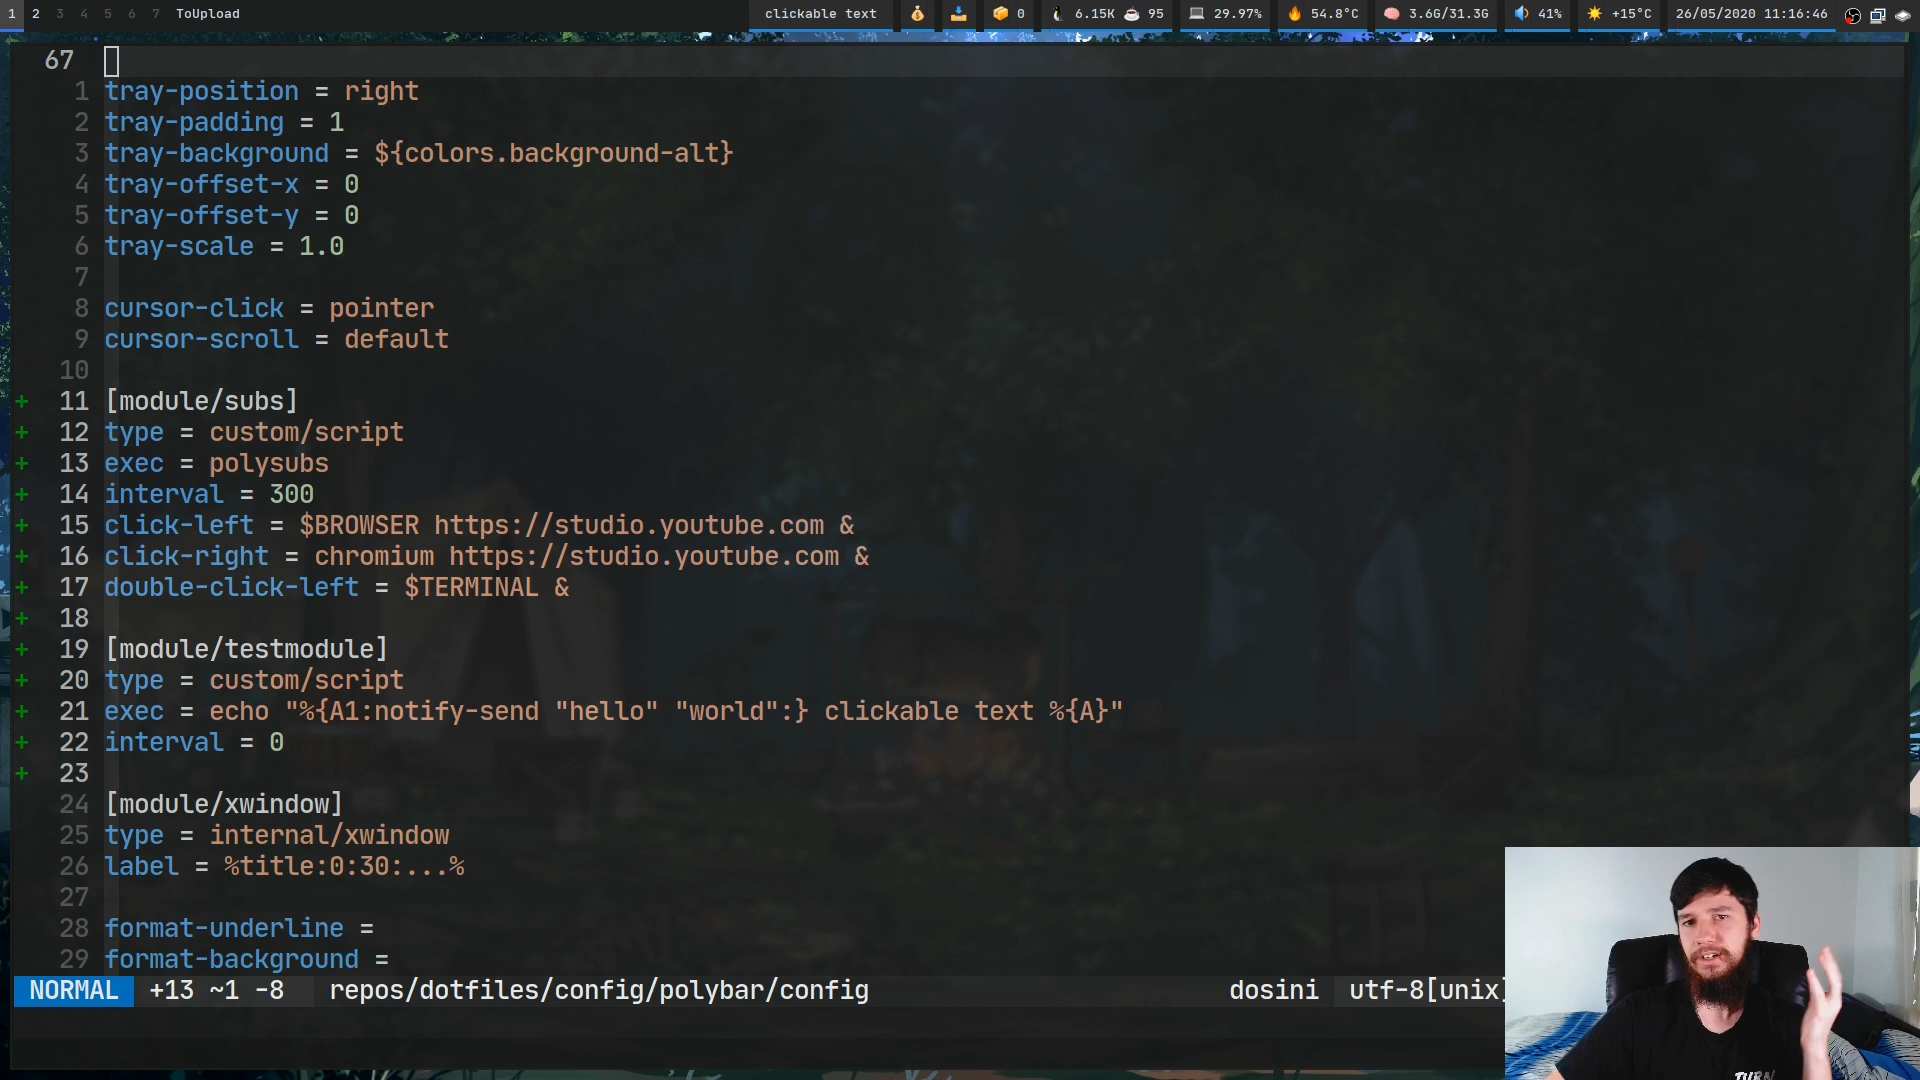 1 2 3 4 5 6 7 ToUpload clickable text 0 6.15K 95 29.97% 54.8°C 3.6G/31.3G 41% +15°C 26/05/2020 11:16:46
67
1 tray-position = right
2 tray-padding = 1
3 tray-background = ${colors.background-alt}
4 tray-offset-x = 0
5 tray-offset-y = 0
6 tray-scale = 1.0
7
8 cursor-click = pointer
9 cursor-scroll = default
10
+ 11 [module/subs]
+ 12 type = custom/script
+ 13 exec = polysubs
+ 14 interval = 300
+ 15 click-left = $BROWSER https://studio.youtube.com &
+ 16 click-right = chromium https://studio.youtube.com &
+ 17 double-click-left = $TERMINAL &
+ 18
+ 19 [module/testmodule]
+ 20 type = custom/script
+ 21 exec = echo "%{A1:notify-send "hello" "world":} clickable text %{A}"
+ 22 interval = 0
+ 23
24 [module/xwindow]
25 type = internal/xwindow
26 label = %title:0:30:...%
27
28 format-underline =
29 format-background =
NORMAL +13 ~1 -8 repos/dotfiles/config/polybar/config dosini utf-8[unix]